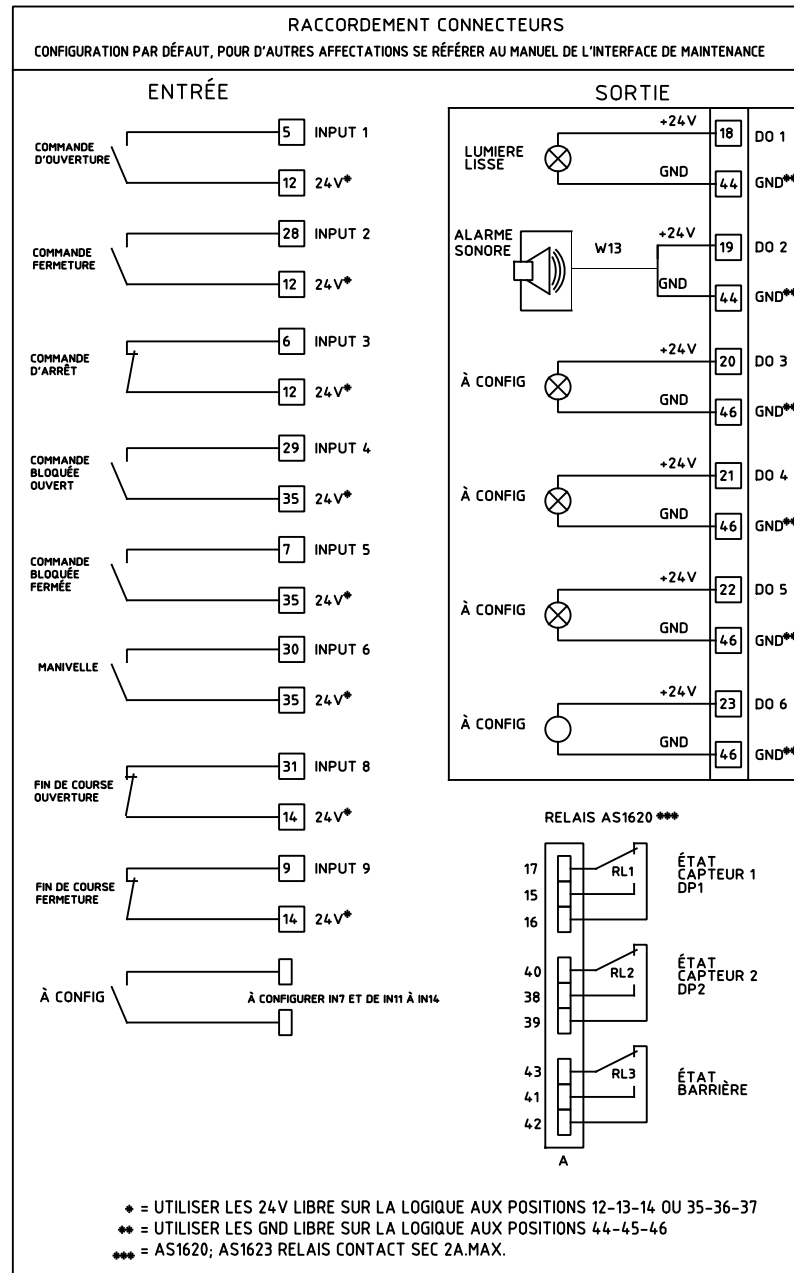 RACCORDEMENT CONNECTEURS
CONFIGURATION PAR DÉFAUT, POUR D'AUTRES AFFECTATIONS SE RÉFÉRER AU MANUEL DE L'INTERFACE DE MAINTENANCE
ENTRÉE
COMMANDE
D'OUVERTURE
5 INPUT 1
12 24V*
COMMANDE
FERMETURE
28 INPUT 2
12 24V*
COMMANDE
D'ARRÊT
6 INPUT 3
12 24V*
COMMANDE
BLOQUÉE
OUVERT
29 INPUT 4
35 24V*
COMMANDE
BLOQUÉE
FERMÉE
7 INPUT 5
35 24V*
MANIVELLE
30 INPUT 6
35 24V*
FIN DE COURSE
OUVERTURE
31 INPUT 8
14 24V*
FIN DE COURSE
FERMETURE
9 INPUT 9
14 24V*
À CONFIG
À CONFIGURER IN7 ET DE IN11 À IN14
SORTIE
LUMIERE
LISSE
+24V 18 DO 1
GND 44 GND**
ALARME
SONORE
W13
+24V 19 DO 2
GND 44 GND**
À CONFIG
+24V 20 DO 3
GND 46 GND**
À CONFIG
+24V 21 DO 4
GND 46 GND**
À CONFIG
+24V 22 DO 5
GND 46 GND**
À CONFIG
+24V 23 DO 6
GND 46 GND**
RELAIS AS1620 ***
17
15
16
RL1
ÉTAT
CAPTEUR 1
DP1
40
38
39
RL2
ÉTAT
CAPTEUR 2
DP2
43
41
42
RL3
ÉTAT
BARRIÈRE
A
* = UTILISER LES 24V LIBRE SUR LA LOGIQUE AUX POSITIONS 12-13-14 OU 35-36-37
** = UTILISER LES GND LIBRE SUR LA LOGIQUE AUX POSITIONS 44-45-46
*** = AS1620; AS1623 RELAIS CONTACT SEC 2A.MAX.